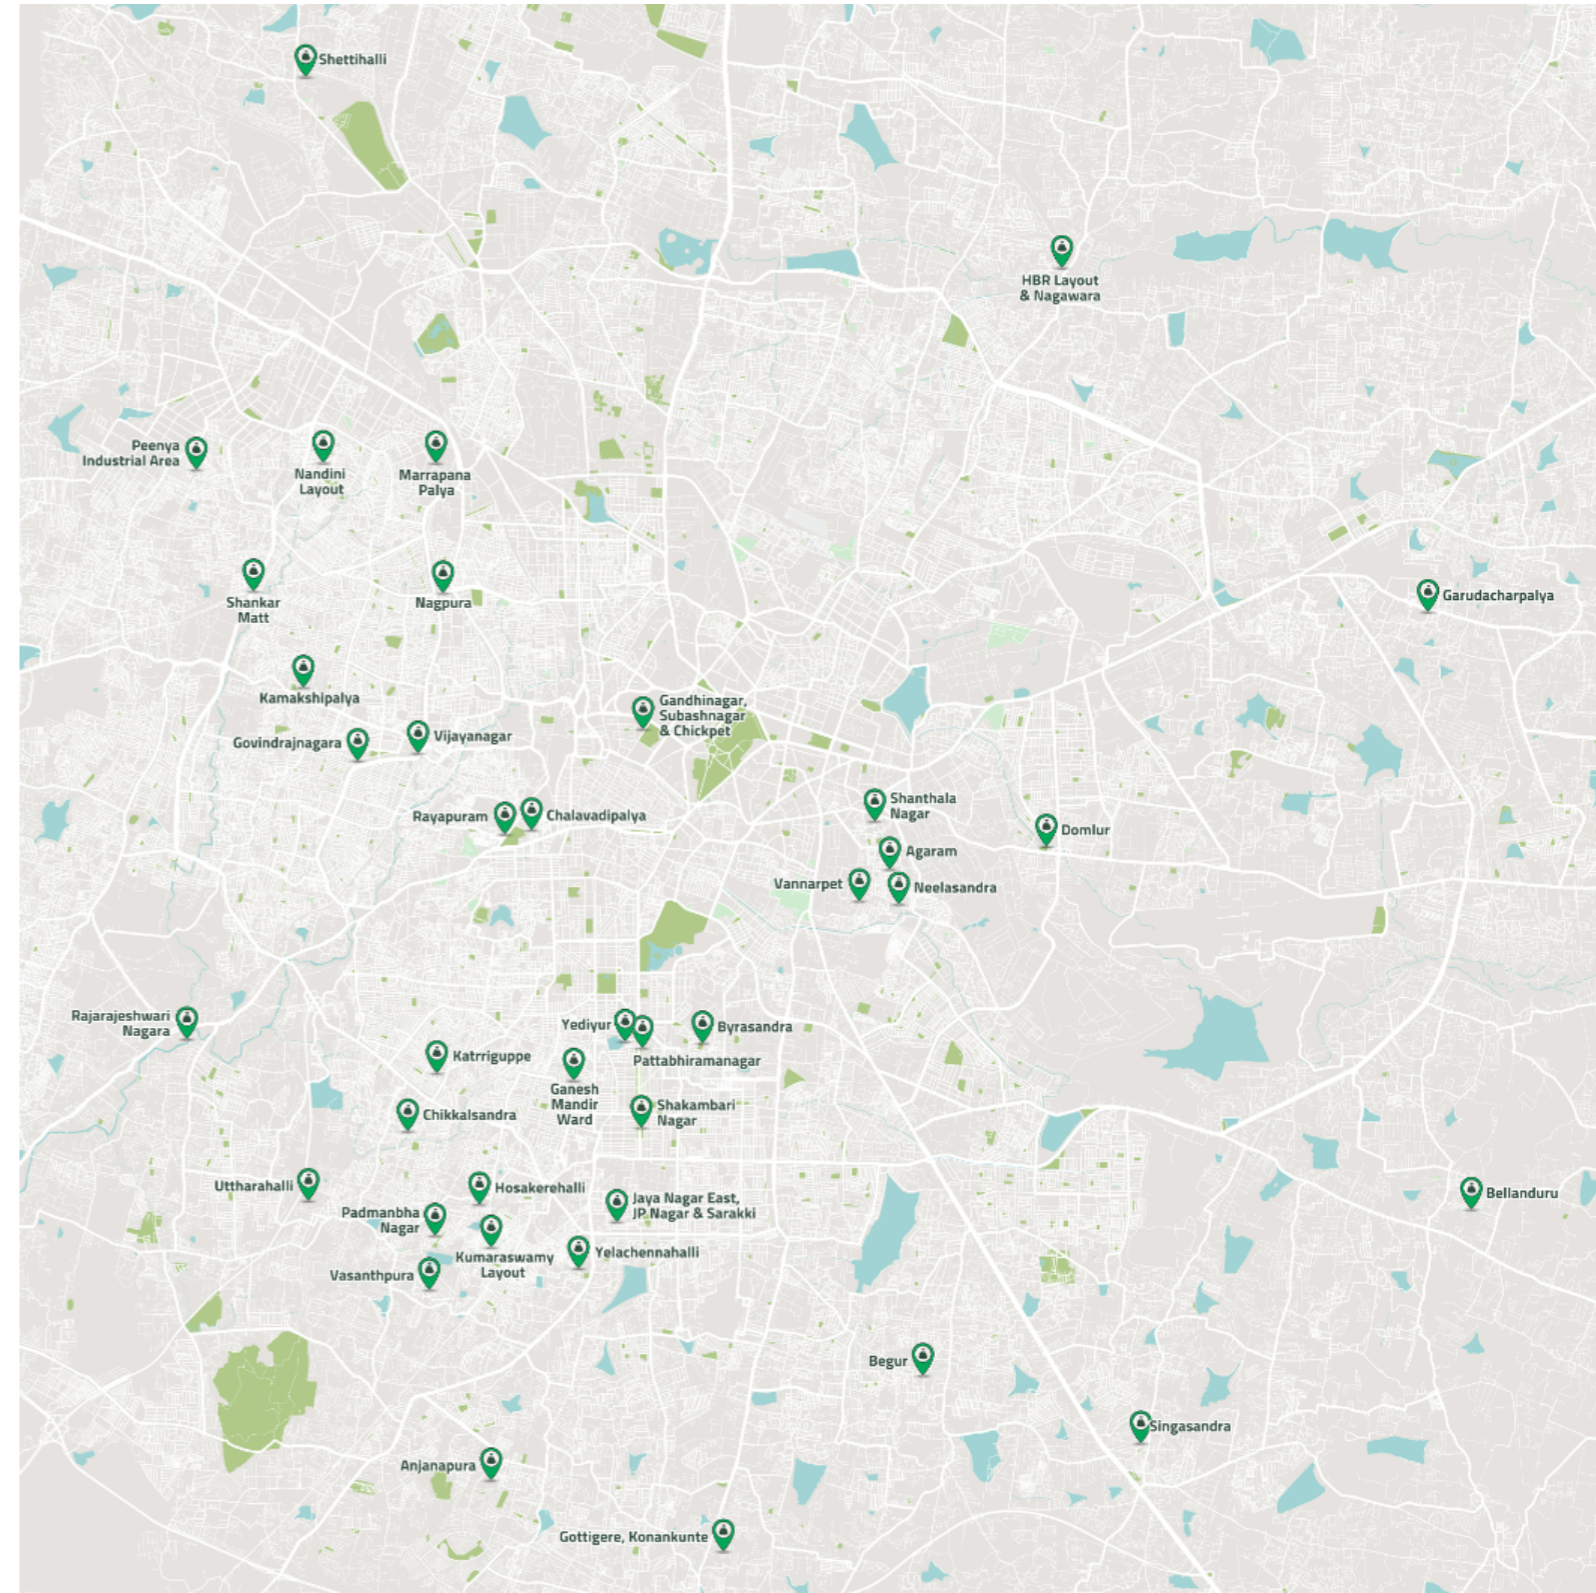 Shettihalli
HBR Layout
& Nagawara
Peenya
Industrial Area
Nandini
Layout
Marrapana
Palya
Shankar
Matt
Nagpura
Garudacharpalya
Kamakshipalya
Gandhinagar,
Subashnagar
& Chickpet
Govindrajnagara
Vijayanagar
Rayapuram
Chalavadipalya
Shanthala
Nagar
Domlur
Agaram
Vannarpet
Neelasandra
Rajarajeshwari
Nagara
Yediyur
Byrasandra
Pattabhiramanagar
Katrriguppe
Ganesh
Mandir
Ward
Chikkalsandra
Shakambari
Nagar
Uttharahalli
Hosakerehalli
Jaya Nagar East,
JP Nagar & Sarakki
Bellanduru
Padmanbha
Nagar
Kumaraswamy
Layout
Yelachennahalli
Vasanthpura
Begur
Singasandra
Anjanapura
Gottigere, Konankunte